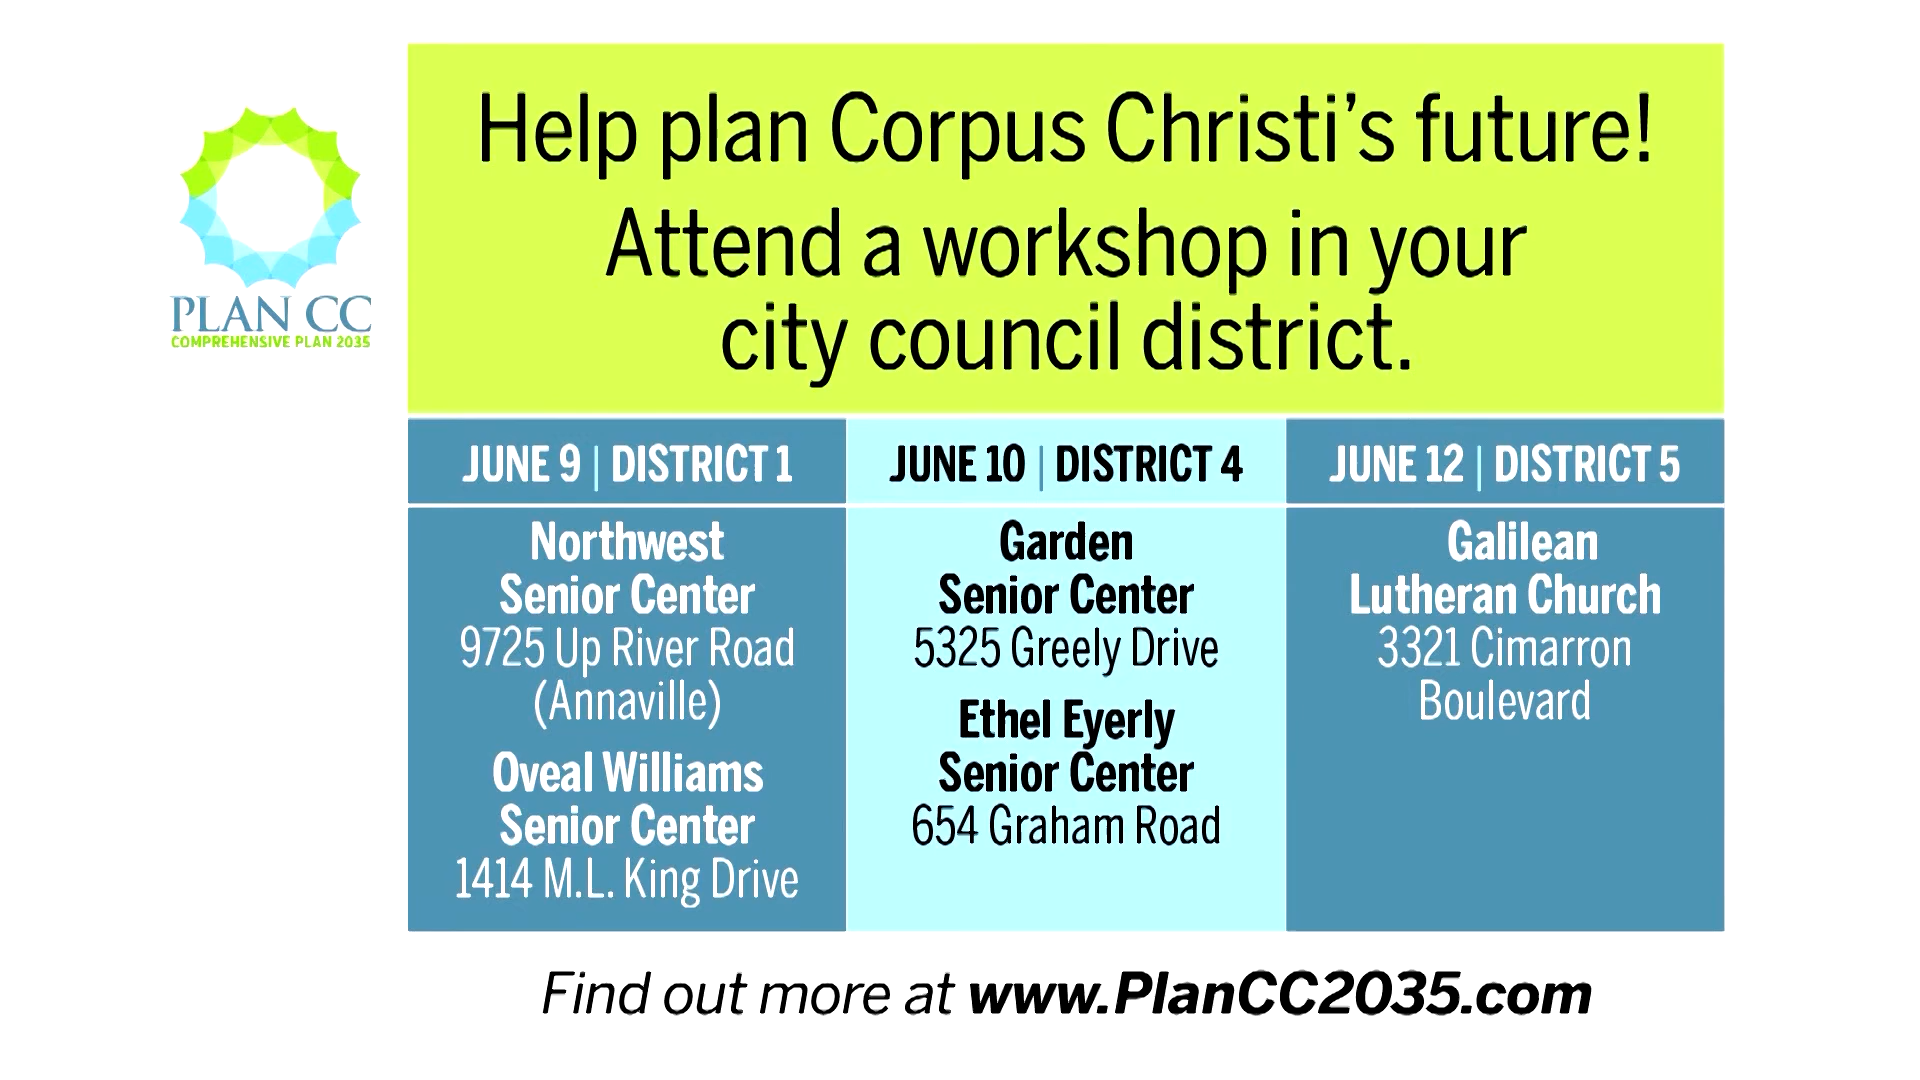 PLAN CC
COMPREHENSIVE PLAN 2035
Help plan Corpus Christi's future!
Attend a workshop in your
city council district.
JUNE 9 | DISTRICT 1
Northwest
Senior Center
9725 Up River Road
(Annaville)
Oveal Williams
Senior Center
1414 M.L. King Drive
JUNE 10 | DISTRICT 4
Garden
Senior Center
5325 Greely Drive
Ethel Eyerly
Senior Center
654 Graham Road
JUNE 12 | DISTRICT 5
Galilean
Lutheran Church
3321 Cimarron
Boulevard
Find out more at www.PlanCC2035.com